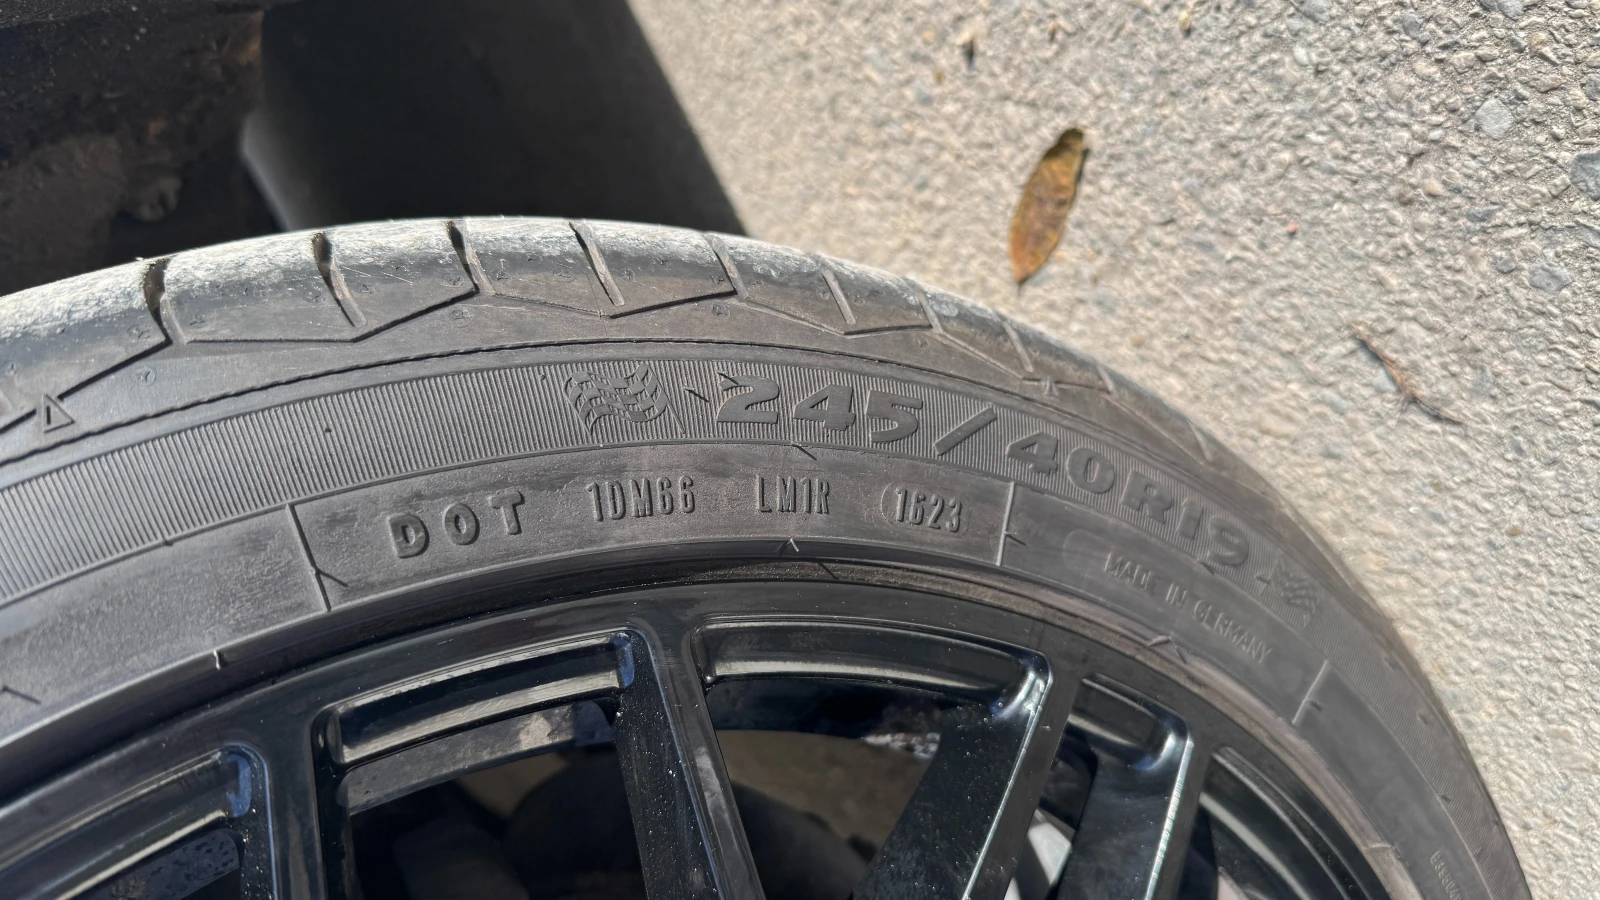 245/40R19
DOT 1DM66 LM1R 1623
MADE IN GERMANY